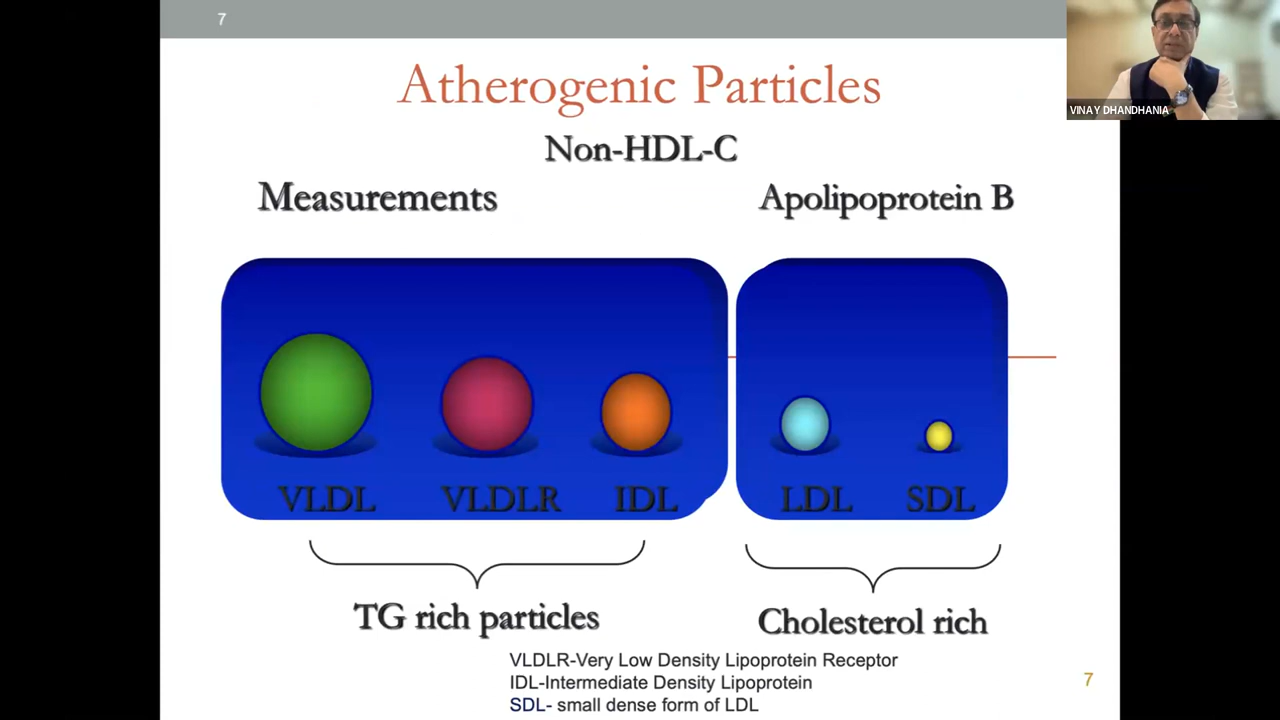 7
VINAY DHANDHANIA
Atherogenic Particles
Non-HDL-C
Measurements
Apolipoprotein B
VLDL
VLDLR
IDL
LDL
SDL
TG rich particles
Cholesterol rich
VLDLR-Very Low Density Lipoprotein Receptor
IDL-Intermediate Density Lipoprotein
SDL- small dense form of LDL
7